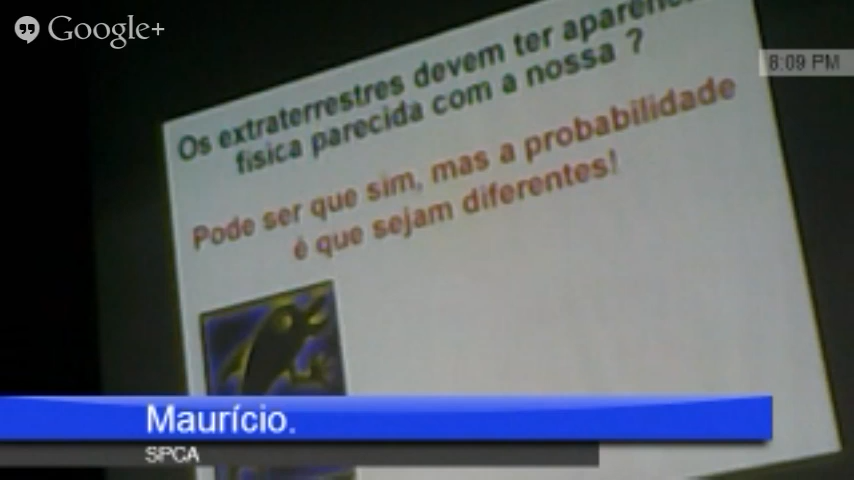 Google+
8:09 PM
Os extraterrestres devem ter
física parecida com a nossa ?
Pode ser que sim, mas a probabilidade
é que sejam diferentes!
Maurício.
SPCA